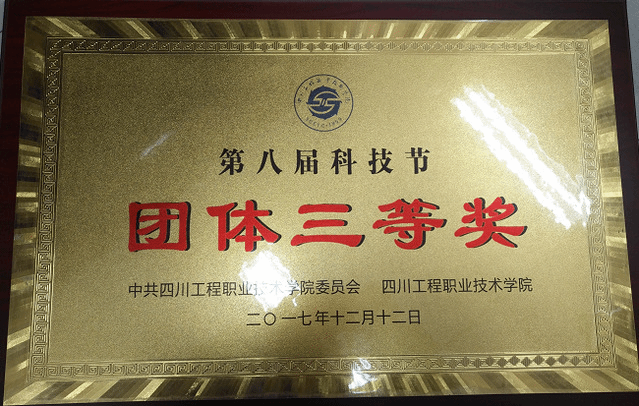 第八届科技节
团体三等奖
中共四川工程职业技术学院委员会 四川工程职业技术学院
二〇一七年十二月十二日